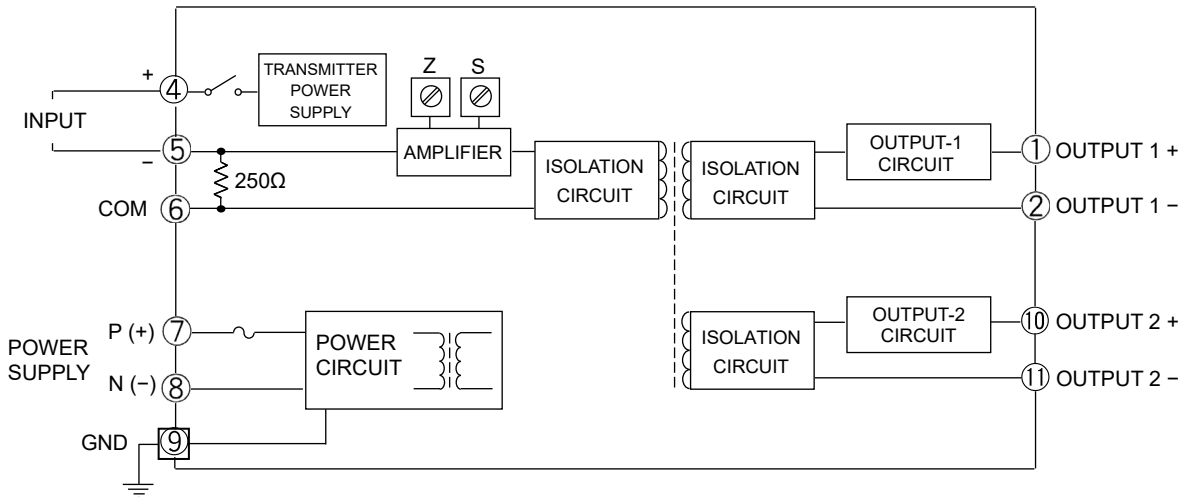 INPUT
+
4
TRANSMITTER
POWER
SUPPLY
Z
S
−
5
250Ω
AMPLIFIER
ISOLATION
CIRCUIT
ISOLATION
CIRCUIT
OUTPUT-1
CIRCUIT
1
OUTPUT 1 +
COM
6
2
OUTPUT 1 −
POWER
SUPPLY
P (+)
7
POWER
CIRCUIT
N (−)
8
GND
9
ISOLATION
CIRCUIT
OUTPUT-2
CIRCUIT
10
OUTPUT 2 +
11
OUTPUT 2 −